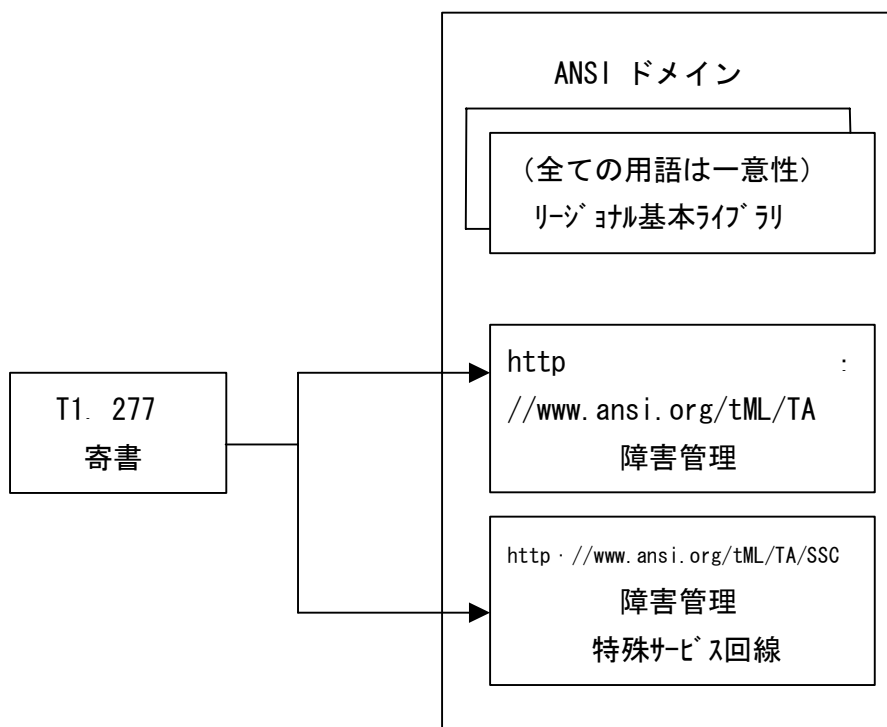 ANSI ドメイン
(全ての用語は一意性)
リージョナル基本ライブラリ
http :
//www.ansi.org/tML/TA
障害管理
T1. 277
寄書
http · //www.ansi.org/tML/TA/SSC
障害管理
特殊サービス回線